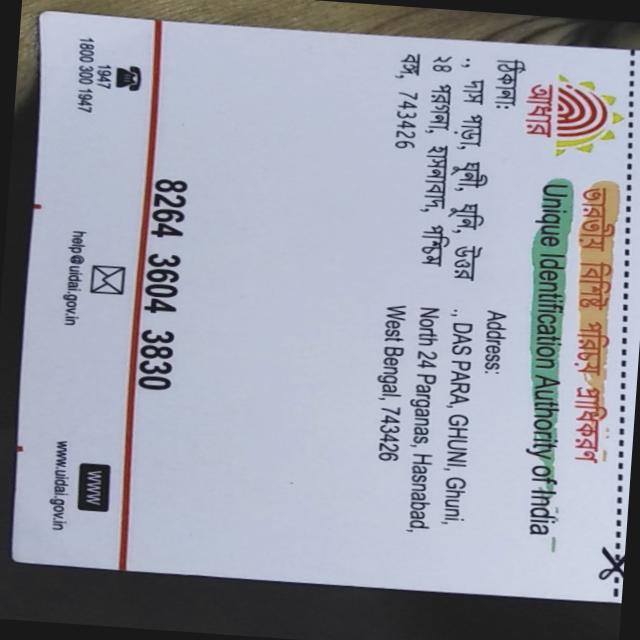 ভারতীয় বিশিষ্ট পরিচয় প্রাধিকরণ
Unique Identification Authority of India
আধার
ঠিকানা:
., দাস পাড়া, ঘুনী, ঘুনি, উত্তর
২৪ পরগনা, হাসনাবাদ, পশ্চিম
বঙ্গ, 743426
Address:
., DAS PARA, GHUNI, Ghuni,
North 24 Parganas, Hasnabad,
West Bengal, 743426
8264 3604 3830
1947
1800 300 1947
help@uidai.gov.in
www
www.uidai.gov.in